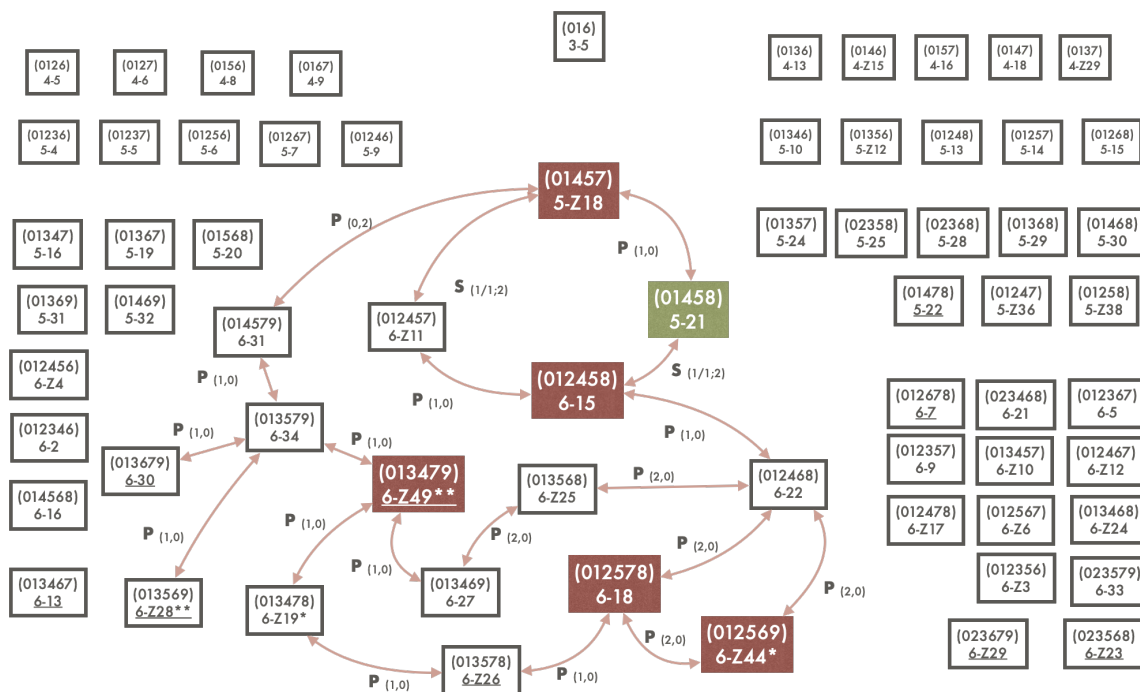 (016)
3-5
(0126)
4-5
(0127)
4-6
(0156)
4-8
(0167)
4-9
(0136)
4-13
(0146)
4-Z15
(0157)
4-16
(0147)
4-18
(0137)
4-Z29
(01236)
5-4
(01237)
5-5
(01256)
5-6
(01267)
5-7
(01246)
5-9
(01346)
5-10
(01356)
5-Z12
(01248)
5-13
(01257)
5-14
(01268)
5-15
(01457)
5-Z18
P (0,2)
P (1,0)
(01347)
5-16
(01367)
5-19
(01568)
5-20
(01357)
5-24
(02358)
5-25
(02368)
5-28
(01368)
5-29
(01468)
5-30
S (1/1;2)
(01369)
5-31
(01469)
5-32
(014579)
6-31
(012457)
6-Z11
(01458)
5-21
(01478)
5-22
(01247)
5-Z36
(01258)
5-Z38
(012456)
6-Z4
P (1,0)
P (1,0)
(012458)
6-15
S (1/1;2)
(012346)
6-2
P (1,0)
(013579)
6-34
P (1,0)
P (1,0)
(012678)
6-7
(023468)
6-21
(012367)
6-5
(013679)
6-30
(013479)
6-Z49**
(013568)
6-Z25
P (2,0)
(012468)
6-22
(012357)
6-9
(013457)
6-Z10
(012467)
6-Z12
(014568)
6-16
P (1,0)
P (1,0)
P (2,0)
P (2,0)
(012478)
6-Z17
(012567)
6-Z6
(013468)
6-Z24
P (1,0)
(013467)
6-13
(013569)
6-Z28**
(013478)
6-Z19*
(013469)
6-27
(012578)
6-18
P (2,0)
(012356)
6-Z3
(023579)
6-33
P (2,0)
(012569)
6-Z44*
(013578)
6-Z26
P (1,0)
P (1,0)
(023679)
6-Z29
(023568)
6-Z23